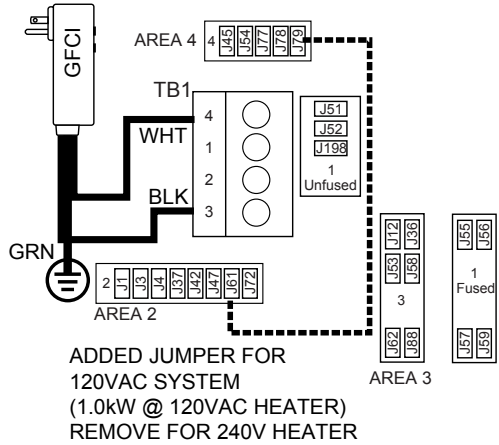 GFCI
AREA 4
4 J45 J54 J77 J78 J79
TB1
4
WHT
1
2
BLK
3
GRN
J51
J52
J198
1
Unfused
J12 J36
J53 J58
3
J62 J88
AREA 3
J55 J56
1
Fused
J57 J59
2 J1 J3 J4 J37 J42 J47 J61 J72
AREA 2
ADDED JUMPER FOR
120VAC SYSTEM
(1.0kW @ 120VAC HEATER)
REMOVE FOR 240V HEATER